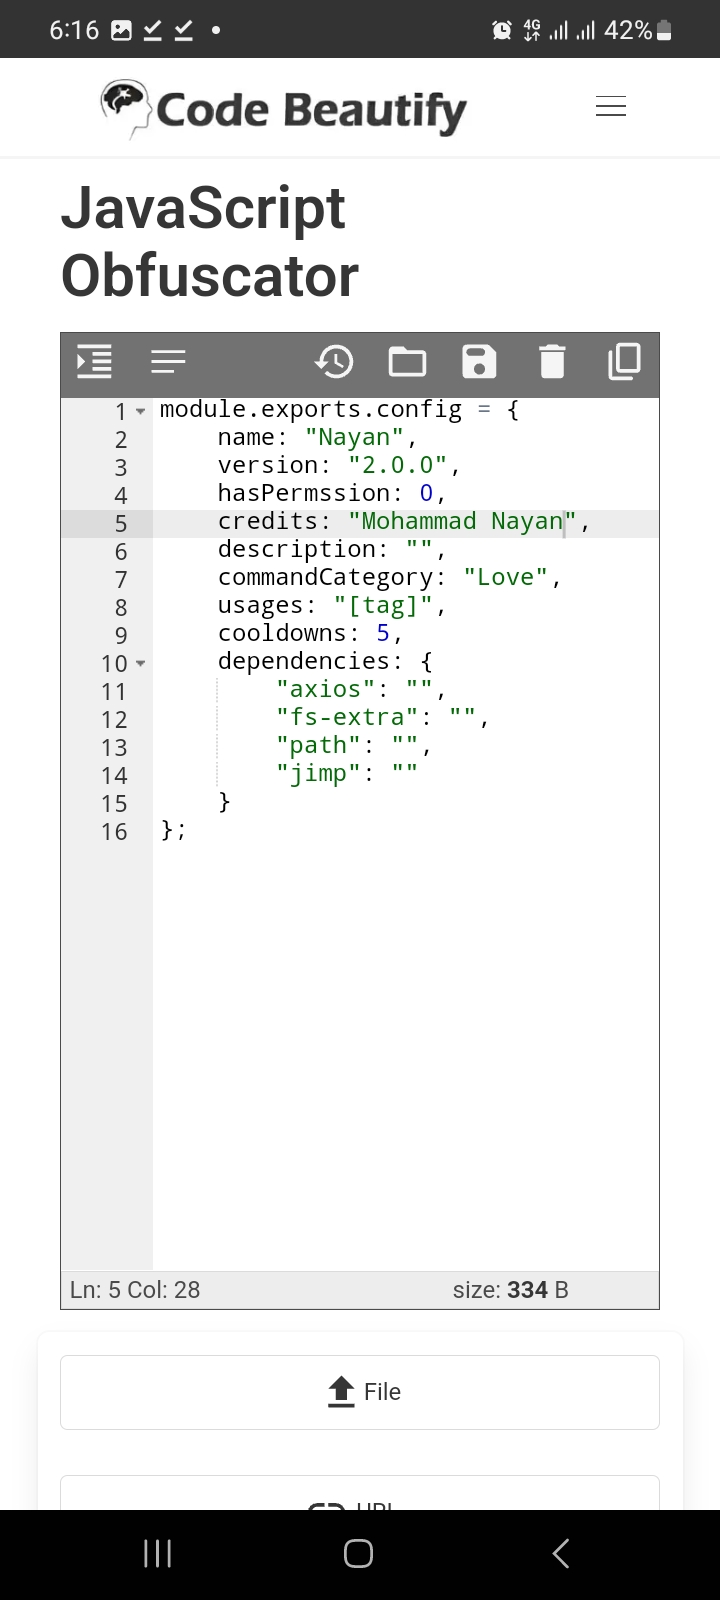 6:16 4G 42%
Code Beautify
JavaScript
Obfuscator
1 module.exports.config = {
2 name: "Nayan",
3 version: "2.0.0",
4 hasPermssion: 0,
5 credits: "Mohammad Nayan",
6 description: "",
7 commandCategory: "Love",
8 usages: "[tag]",
9 cooldowns: 5,
10 dependencies: {
11 "axios": "",
12 "fs-extra": "",
13 "path": "",
14 "jimp": ""
15 }
16 };
Ln: 5 Col: 28 size: 334 B
File
URL